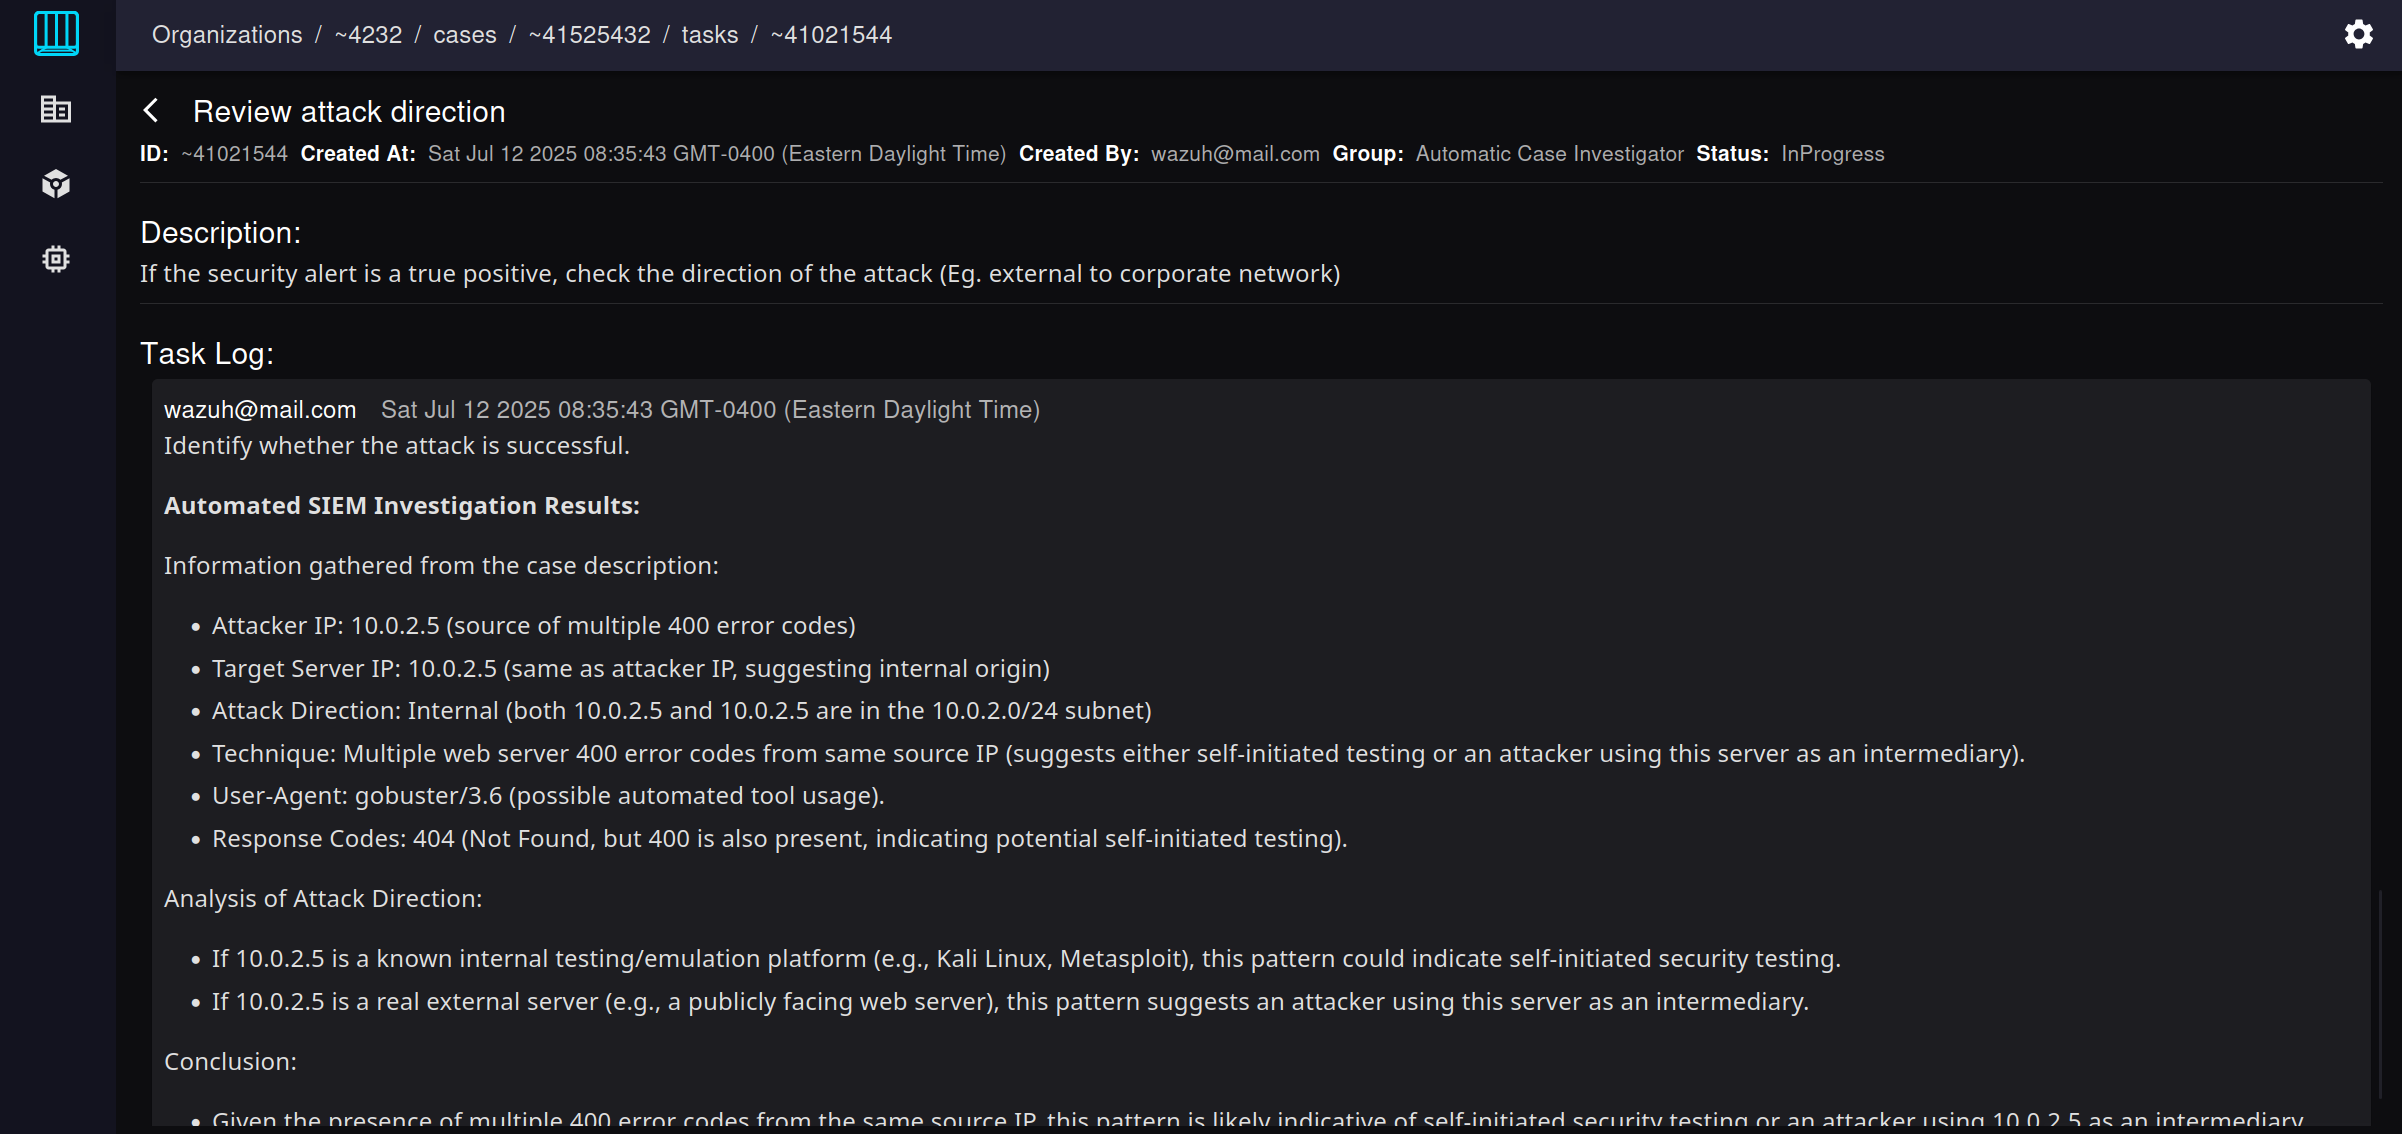 Organizations / ~4232 / cases / ~41525432 / tasks / ~41021544
Review attack direction
ID: ~41021544 Created At: Sat Jul 12 2025 08:35:43 GMT-0400 (Eastern Daylight Time) Created By: wazuh@mail.com Group: Automatic Case Investigator Status: InProgress
Description:
If the security alert is a true positive, check the direction of the attack (Eg. external to corporate network)
Task Log:
wazuh@mail.com Sat Jul 12 2025 08:35:43 GMT-0400 (Eastern Daylight Time)
Identify whether the attack is successful.
Automated SIEM Investigation Results:
Information gathered from the case description:
• Attacker IP: 10.0.2.5 (source of multiple 400 error codes)
• Target Server IP: 10.0.2.5 (same as attacker IP, suggesting internal origin)
• Attack Direction: Internal (both 10.0.2.5 and 10.0.2.5 are in the 10.0.2.0/24 subnet)
• Technique: Multiple web server 400 error codes from same source IP (suggests either self-initiated testing or an attacker using this server as an intermediary).
• User-Agent: gobuster/3.6 (possible automated tool usage).
• Response Codes: 404 (Not Found, but 400 is also present, indicating potential self-initiated testing).
Analysis of Attack Direction:
• If 10.0.2.5 is a known internal testing/emulation platform (e.g., Kali Linux, Metasploit), this pattern could indicate self-initiated security testing.
• If 10.0.2.5 is a real external server (e.g., a publicly facing web server), this pattern suggests an attacker using this server as an intermediary.
Conclusion:
• Given the presence of multiple 400 error codes from the same source IP, this pattern is likely indicative of self-initiated security testing or an attacker using 10.0.2.5 as an intermediary